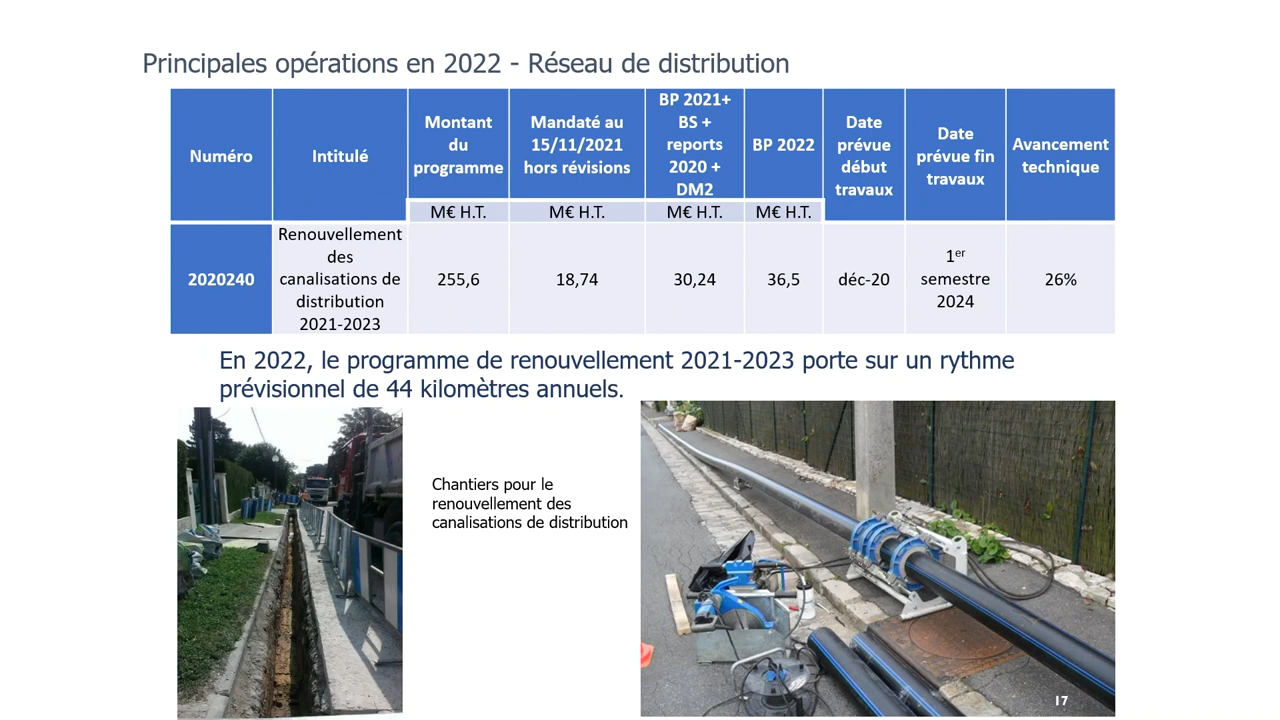 Principales opérations en 2022 - Réseau de distribution
Numéro
Intitulé
Montant
du
programme
Mandaté au
15/11/2021
hors révisions
BP 2021+
BS +
reports
2020 +
DM2
BP 2022
Date
prévue
début
travaux
Date
prévue fin
travaux
Avancement
technique
M€ H.T.
M€ H.T.
M€ H.T.
M€ H.T.
2020240
Renouvellement
des
canalisations de
distribution
2021-2023
255,6
18,74
30,24
36,5
déc-20
1er
semestre
2024
26%
En 2022, le programme de renouvellement 2021-2023 porte sur un rythme
prévisionnel de 44 kilomètres annuels.
Chantiers pour le
renouvellement des
canalisations de distribution
17